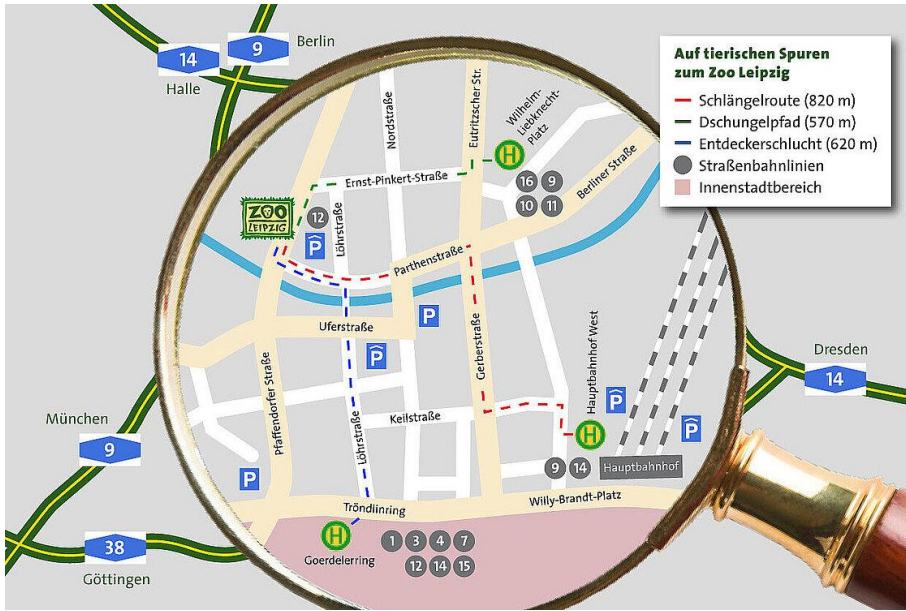 9
Berlin
14
Halle
Auf tierischen Spuren
zum Zoo Leipzig
Schlängelroute (820 m)
Dschungelpfad (570 m)
Entdeckerschlucht (620 m)
Straßenbahnlinien
Innenstadtbereich
Nordstraße
Eutritzscher Str.
Wilhelm-
Liebknecht-
Platz
H
16 9
10 11
Berliner Straße
Ernst-Pinkert-Straße
ZOO
LEIPZIG
12
P
Löhrstraße
Parthenstraße
P
Uferstraße
P
Gerberstraße
Pfaffendorfer Straße
Keilstraße
Löhrstraße
Hauptbahnhof West
H
P
P
9 14
Hauptbahnhof
P
Tröndlinring
Willy-Brandt-Platz
H
Goerdelerring
1 3 4 7
12 14 15
Dresden
14
München
9
38
Göttingen